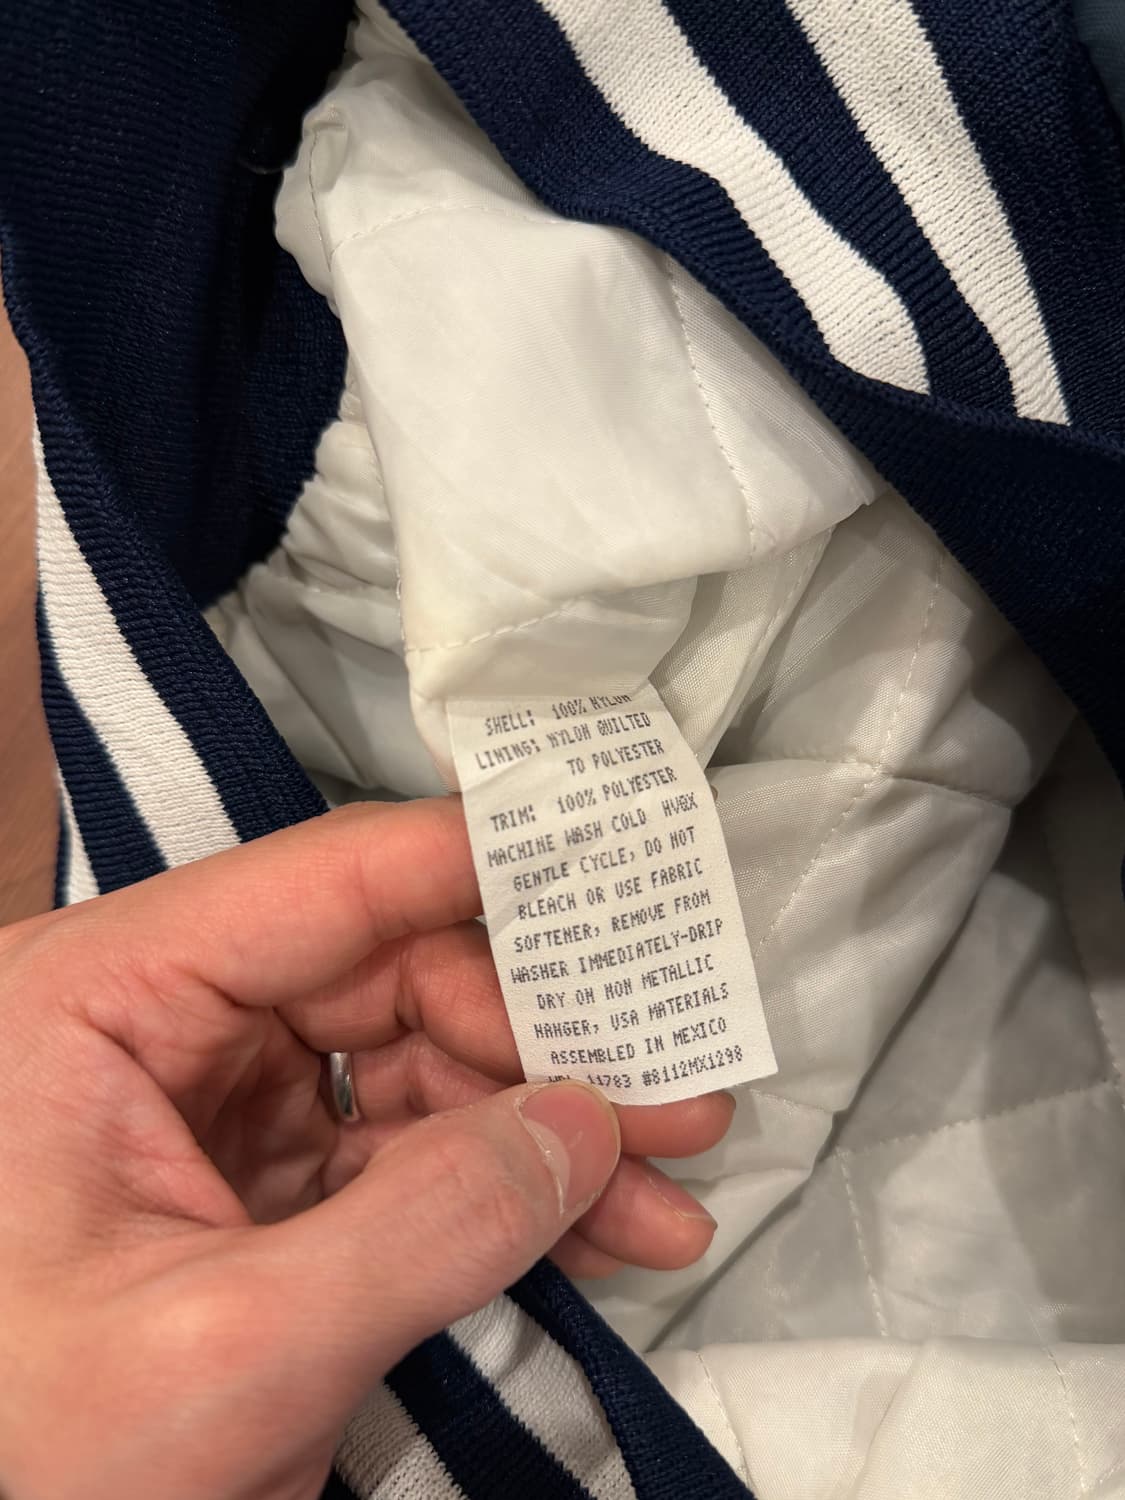 SHELL: 100% NYLON
LINING: NYLON QUILTED
TO POLYESTER
TRIM: 100% POLYESTER
MACHINE WASH COLD HVQX
GENTLE CYCLE, DO NOT
BLEACH OR USE FABRIC
SOFTENER, REMOVE FROM
WASHER IMMEDIATELY-DRIP
DRY ON NON METALLIC
HANGER, USA MATERIALS
ASSEMBLED IN MEXICO
11783 #8112MX1298